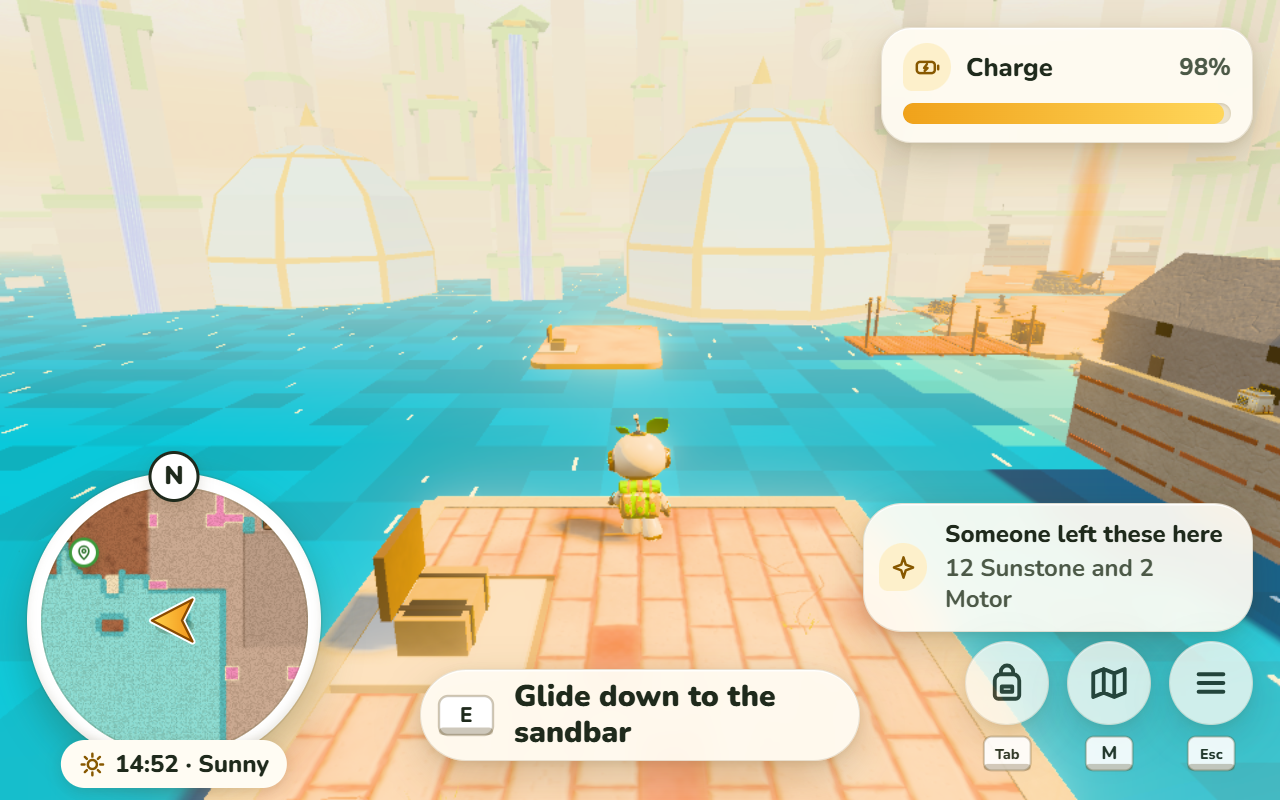 Charge 98%
N
14:52 · Sunny
E
Glide down to the
sandbar
Someone left these here
12 Sunstone and 2
Motor
Tab
M
Esc